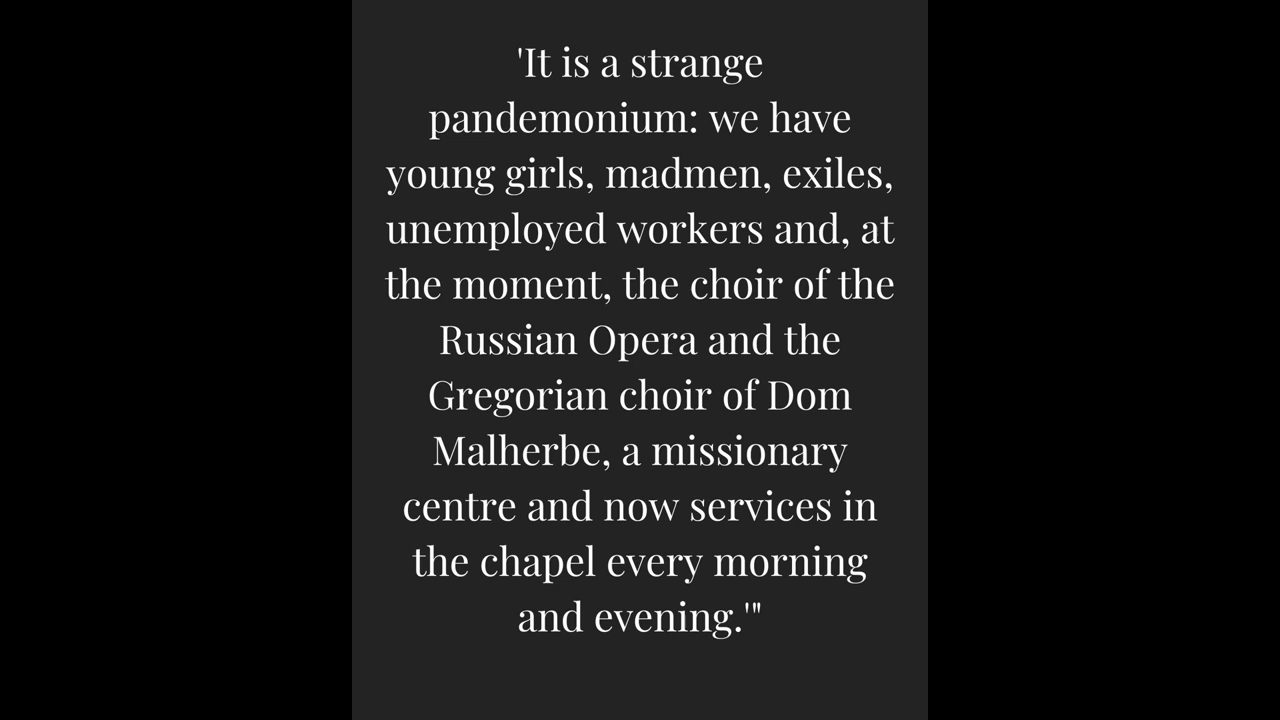 'It is a strange
pandemonium: we have
young girls, madmen, exiles,
unemployed workers and, at
the moment, the choir of the
Russian Opera and the
Gregorian choir of Dom
Malherbe, a missionary
centre and now services in
the chapel every morning
and evening.'"